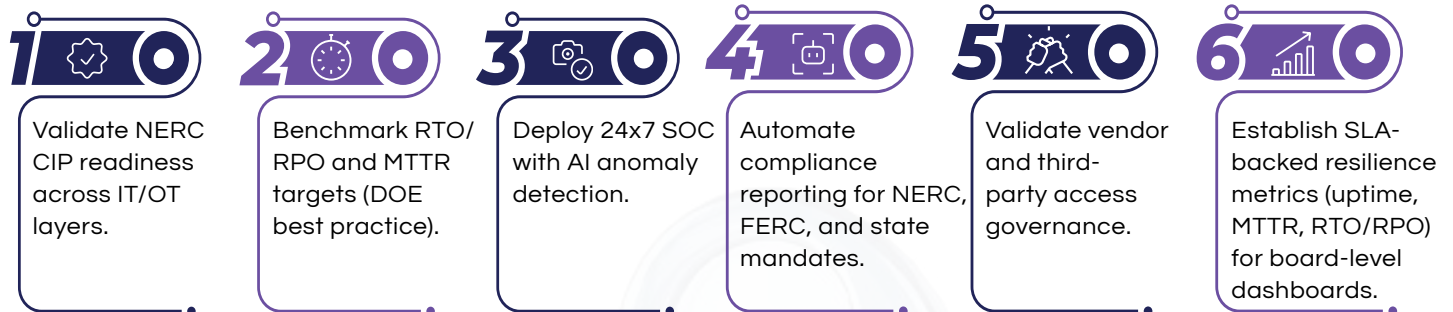 1
Validate NERC
CIP readiness
across IT/OT
layers.
2
Benchmark RTO/
RPO and MTTR
targets (DOE
best practice).
3
Deploy 24x7 SOC
with AI anomaly
detection.
4
Automate
compliance
reporting for NERC,
FERC, and state
mandates.
5
Validate vendor
and third-
party access
governance.
6
Establish SLA-
backed resilience
metrics (uptime,
MTTR, RTO/RPO)
for board-level
dashboards.